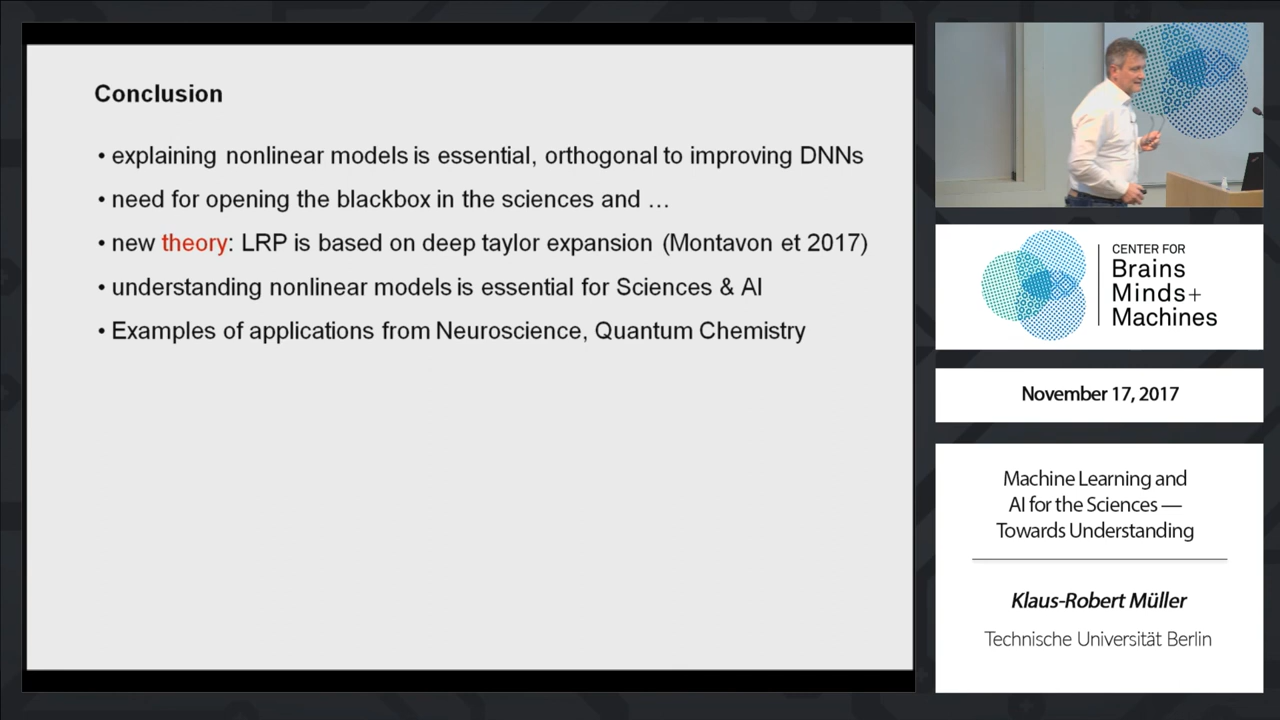 Conclusion
• explaining nonlinear models is essential, orthogonal to improving DNNs
• need for opening the blackbox in the sciences and …
• new theory: LRP is based on deep taylor expansion (Montavon et 2017)
• understanding nonlinear models is essential for Sciences & AI
• Examples of applications from Neuroscience, Quantum Chemistry
CENTER FOR
Brains
Minds+
Machines
November 17, 2017
Machine Learning and
AI for the Sciences —
Towards Understanding
Klaus-Robert Müller
Technische Universität Berlin